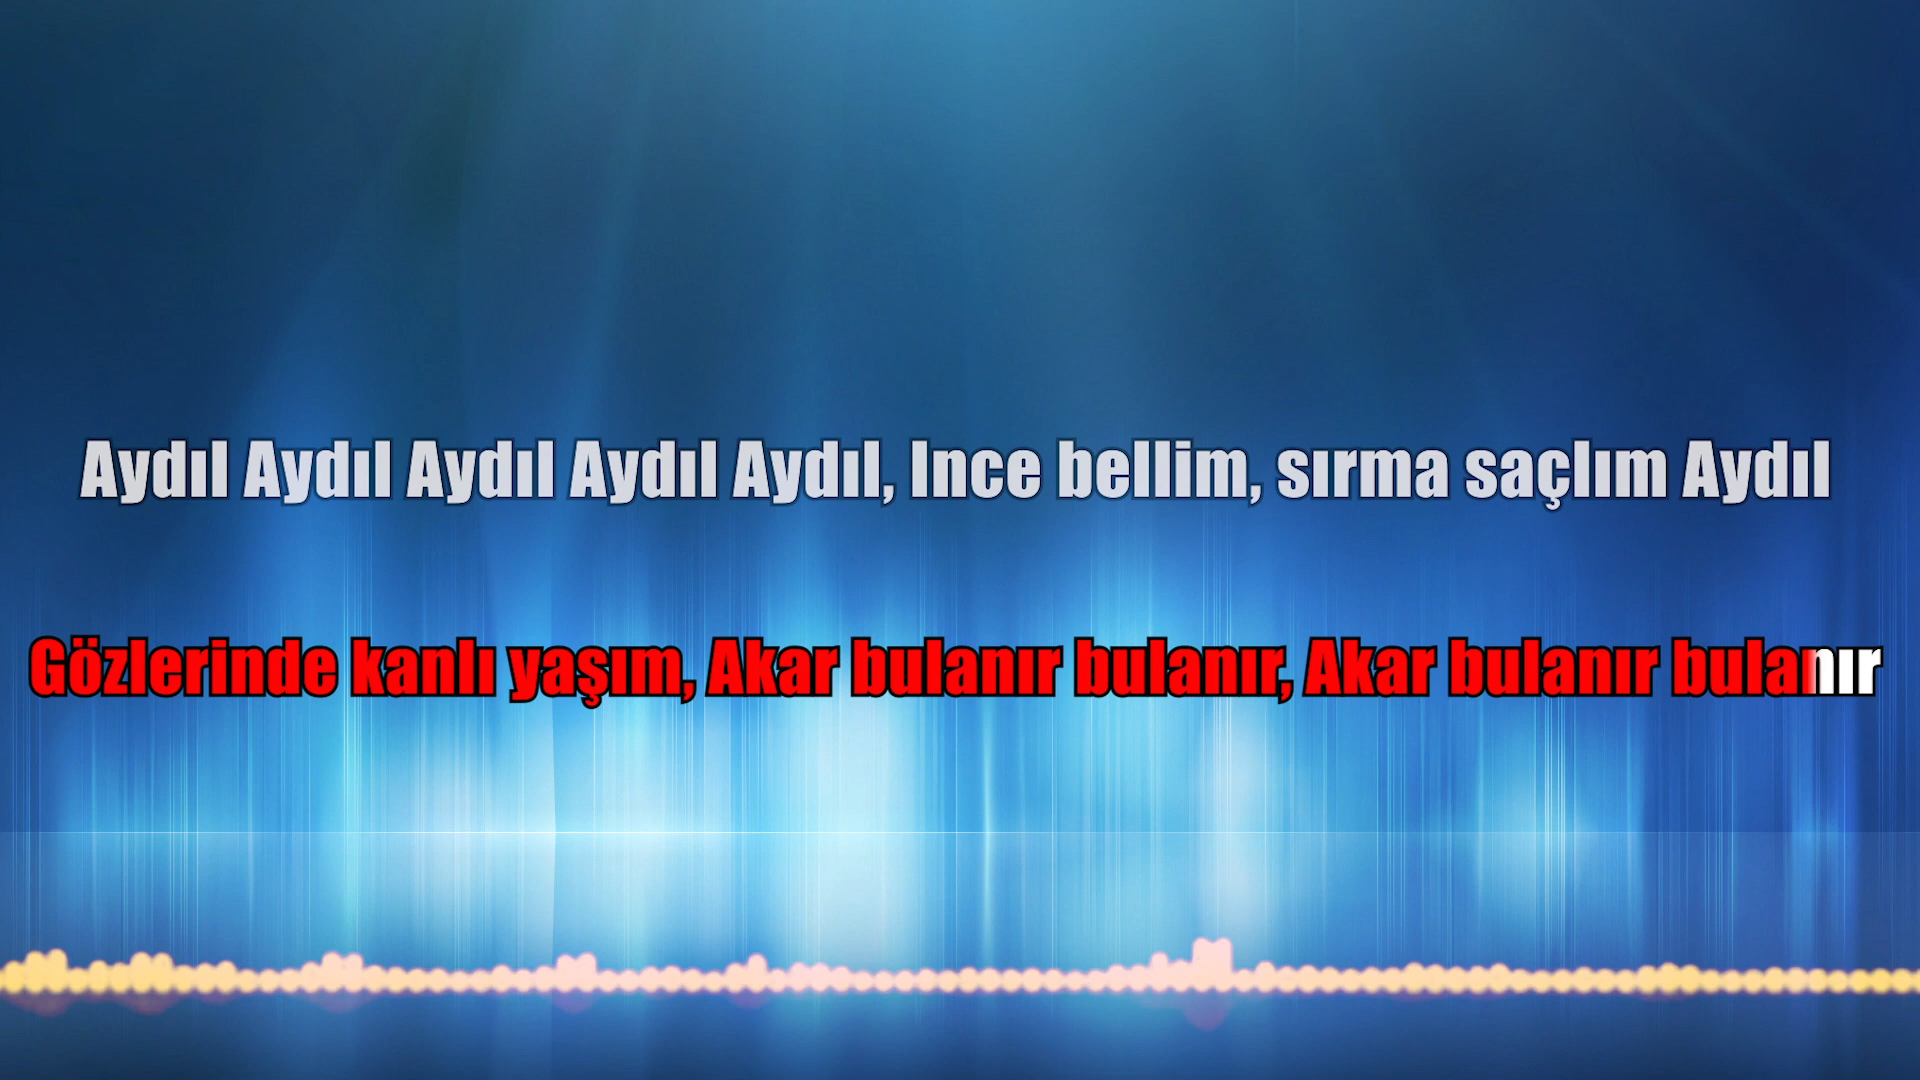 Aydıl Aydıl Aydıl Aydıl Aydıl, Ince bellim, sırma saçlım Aydıl
Gözlerinde kanlı yaşım, Akar bulanır bulanır, Akar bulanır bulanır